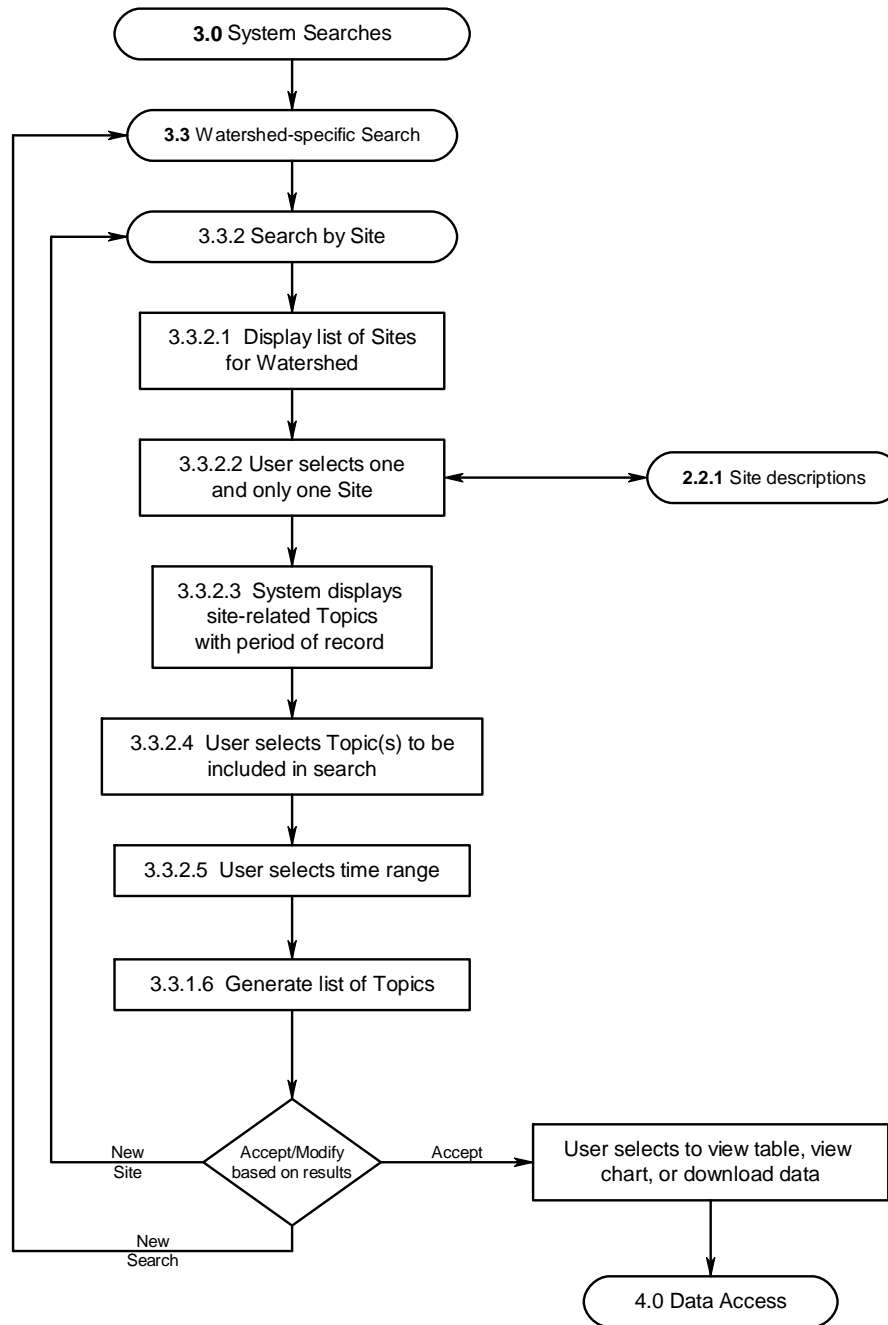 3.0 System Searches
3.3 Watershed-specific Search
3.3.2 Search by Site
3.3.2.1  Display list of Sites
for Watershed
3.3.2.2 User selects one
and only one Site
2.2.1 Site descriptions
3.3.2.3  System displays
site-related Topics
with period of record
3.3.2.4  User selects Topic(s) to be
included in search
3.3.2.5  User selects time range
3.3.1.6  Generate list of Topics
New
Site
Accept/Modify
based on results
Accept
User selects to view table, view
chart, or download data
New
Search
4.0 Data Access